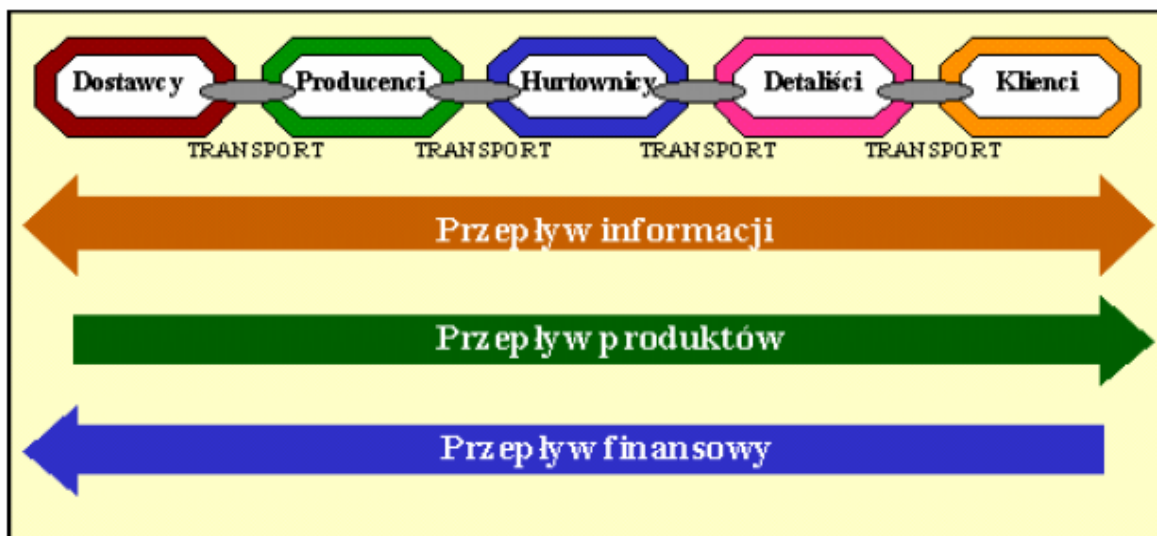 Dostawcy Producenci Hurtownicy Detaliści Klienci
TRANSPORT TRANSPORT TRANSPORT TRANSPORT
Przepływ informacji
Przepływ produktów
Przepływ finansowy